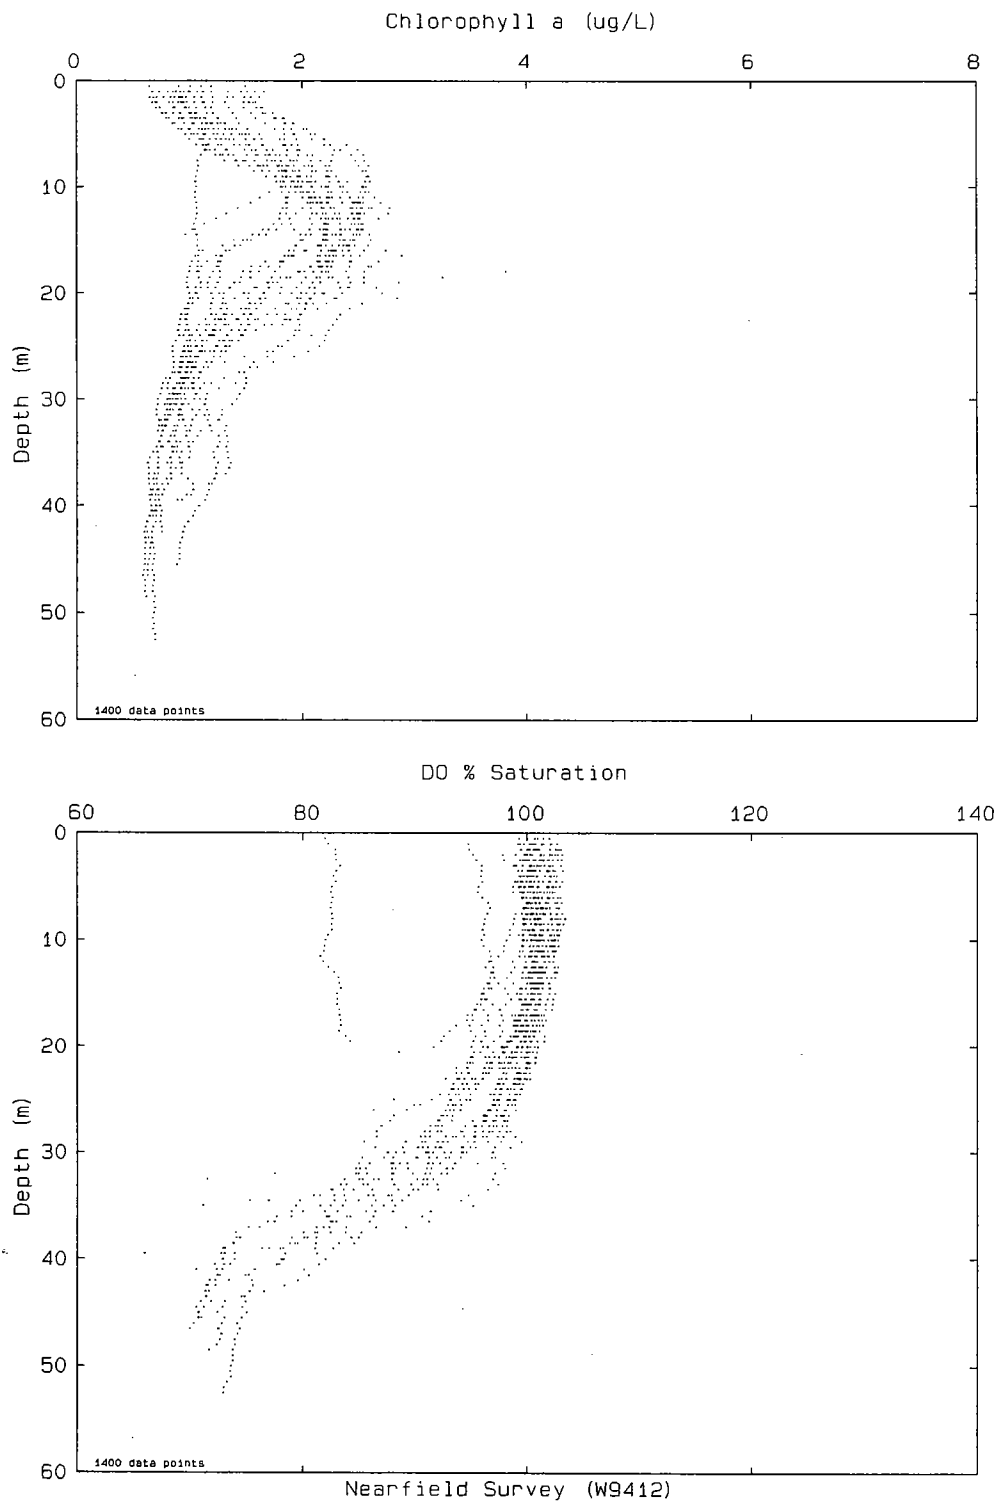 Chlorophyll a (ug/L)
0 2 4 6 8
0
10
20
30
40
50
60
Depth (m)
1400 data points
DO % Saturation
60 80 100 120 140
0
10
20
30
40
50
60
Depth (m)
1400 data points
Nearfield Survey (W9412)